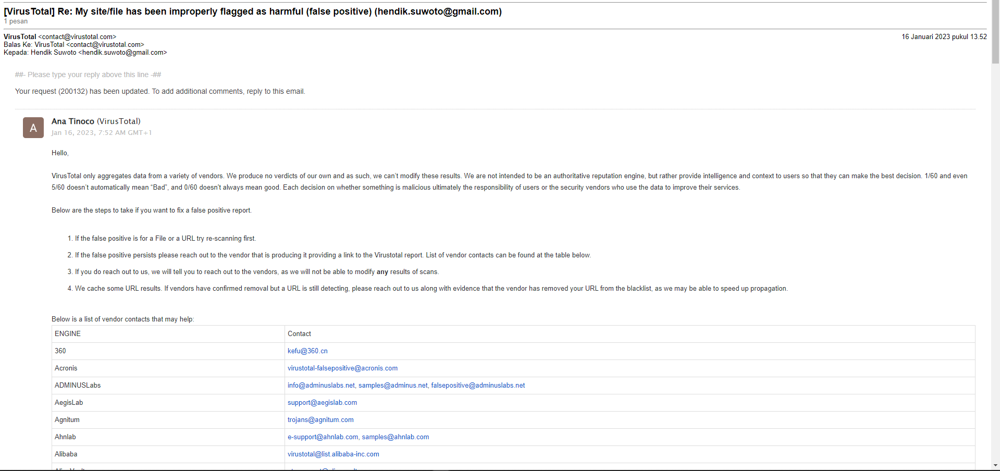 [VirusTotal] Re: My site/file has been improperly flagged as harmful (false positive) (hendik.suwoto@gmail.com)
1 pesan
VirusTotal <contact@virustotal.com> 16 Januari 2023 pukul 13.52
Balas Ke: VirusTotal <contact@virustotal.com>
Kepada: Hendik Suwoto <hendik.suwoto@gmail.com>
##- Please type your reply above this line -##
Your request (200132) has been updated. To add additional comments, reply to this email.
A
Ana Tinoco (VirusTotal)
Jan 16, 2023, 7:52 AM GMT+1
Hello,
VirusTotal only aggregates data from a variety of vendors. We produce no verdicts of our own and as such, we can’t modify these results. We are not intended to be an authoritative reputation engine, but rather provide intelligence and context to users so that they can make the best decision. 1/60 and even
5/60 doesn’t automatically mean “Bad”, and 0/60 doesn’t always mean good. Each decision on whether something is malicious ultimately the responsibility of users or the security vendors who use the data to improve their services.
Below are the steps to take if you want to fix a false positive report.
1. If the false positive is for a File or a URL try re-scanning first.
2. If the false positive persists please reach out to the vendor that is producing it providing a link to the Virustotal report. List of vendor contacts can be found at the table below.
3. If you do reach out to us, we will tell you to reach out to the vendors, as we will not be able to modify any results of scans.
4. We cache some URL results. If vendors have confirmed removal but a URL is still detecting, please reach out to us along with evidence that the vendor has removed your URL from the blacklist, as we may be able to speed up propagation.
Below is a list of vendor contacts that may help:
ENGINE Contact
360 kefu@360.cn
Acronis virustotal-falsepositive@acronis.com
ADMINUSLabs info@adminuslabs.net, samples@adminus.net, falsepositive@adminuslabs.net
AegisLab support@aegislab.com
Agnitum trojans@agnitum.com
Ahnlab e-support@ahnlab.com, samples@ahnlab.com
Alibaba virustotal@list.alibaba-inc.com